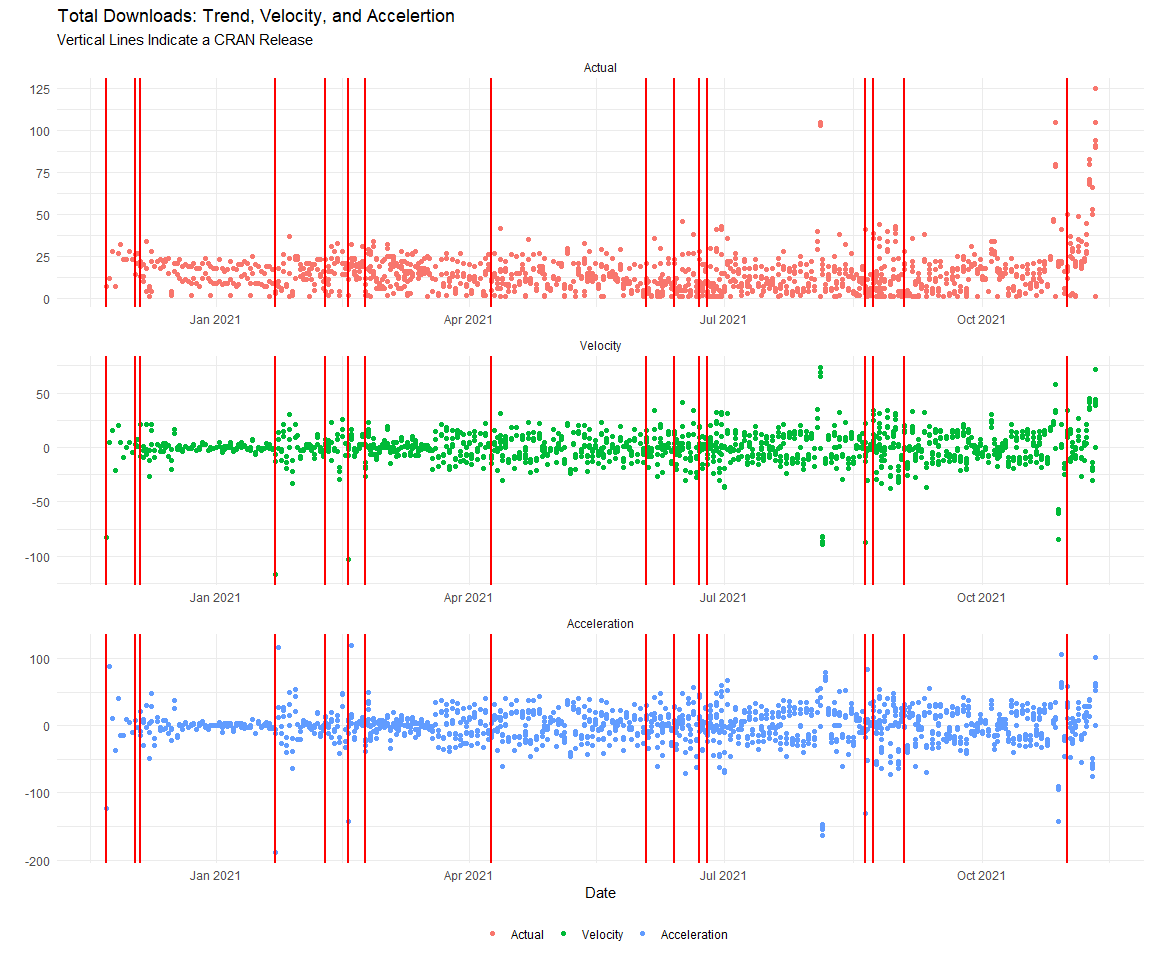 Total Downloads: Trend, Velocity, and Accelertion
Vertical Lines Indicate a CRAN Release
Actual
125
100
75
50
25
0
Jan 2021 Apr 2021 Jul 2021 Oct 2021
Velocity
50
0
-50
-100
Jan 2021 Apr 2021 Jul 2021 Oct 2021
Acceleration
100
0
-100
-200
Jan 2021 Apr 2021 Jul 2021 Oct 2021
Date
Actual Velocity Acceleration